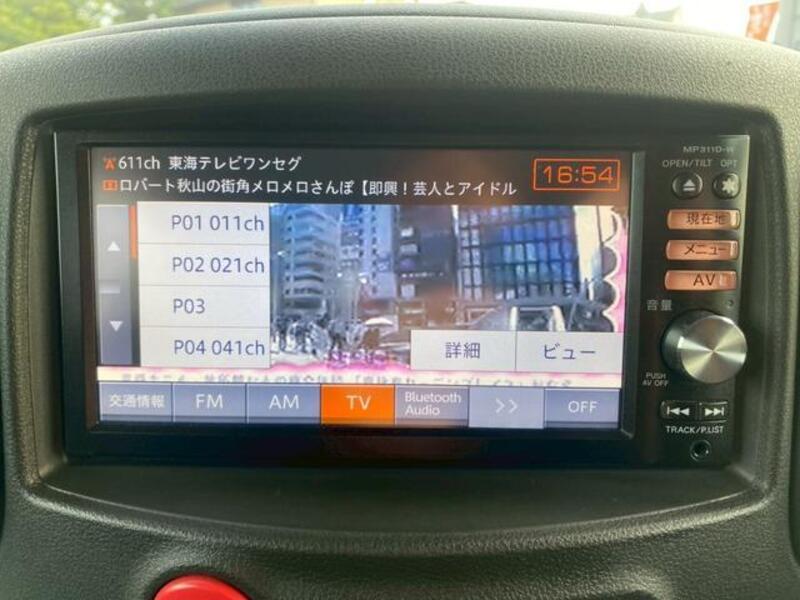 MP311D-W
OPEN/TILT OPT
611ch 東海テレビワンセグ
16:54
ロバート秋山の街角メロメロさんぽ【即興！芸人とアイドル
P01 011ch
P02 021ch
P03
P04 041ch
詳細
ビュー
交通情報
FM
AM
TV
Bluetooth
Audio
>>
OFF
現在地
メニュー
AV
音量
PUSH
AV OFF
TRACK/P.LIST